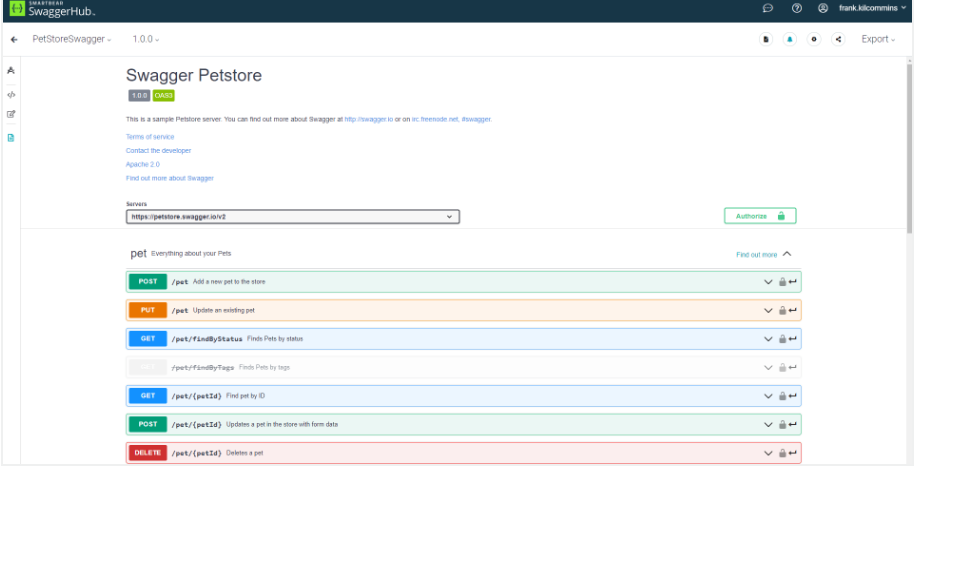 SMARTBEAR
SwaggerHub
frank.kilcommins
PetStoreSwagger
1.0.0
Export
Swagger Petstore
1.0.0 OAS3
This is a sample Petstore server. You can find out more about Swagger at http://swagger.io or on irc.freenode.net, #swagger.
Terms of service
Contact the developer
Apache 2.0
Find out more about Swagger
Servers
https://petstore.swagger.io/v2
Authorize
pet Everything about your Pets
Find out more
POST /pet Add a new pet to the store
PUT /pet Update an existing pet
GET /pet/findByStatus Finds Pets by status
GET /pet/findByTags Finds Pets by tags
GET /pet/{petId} Find pet by ID
POST /pet/{petId} Updates a pet in the store with form data
DELETE /pet/{petId} Deletes a pet